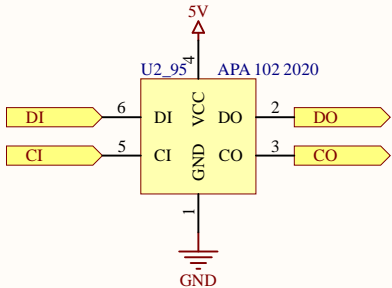 5V
4
U2_95 APA 102 2020
DI 6 DI VCC DO 2 DO
CI 5 CI GND CO 3 CO
1
GND